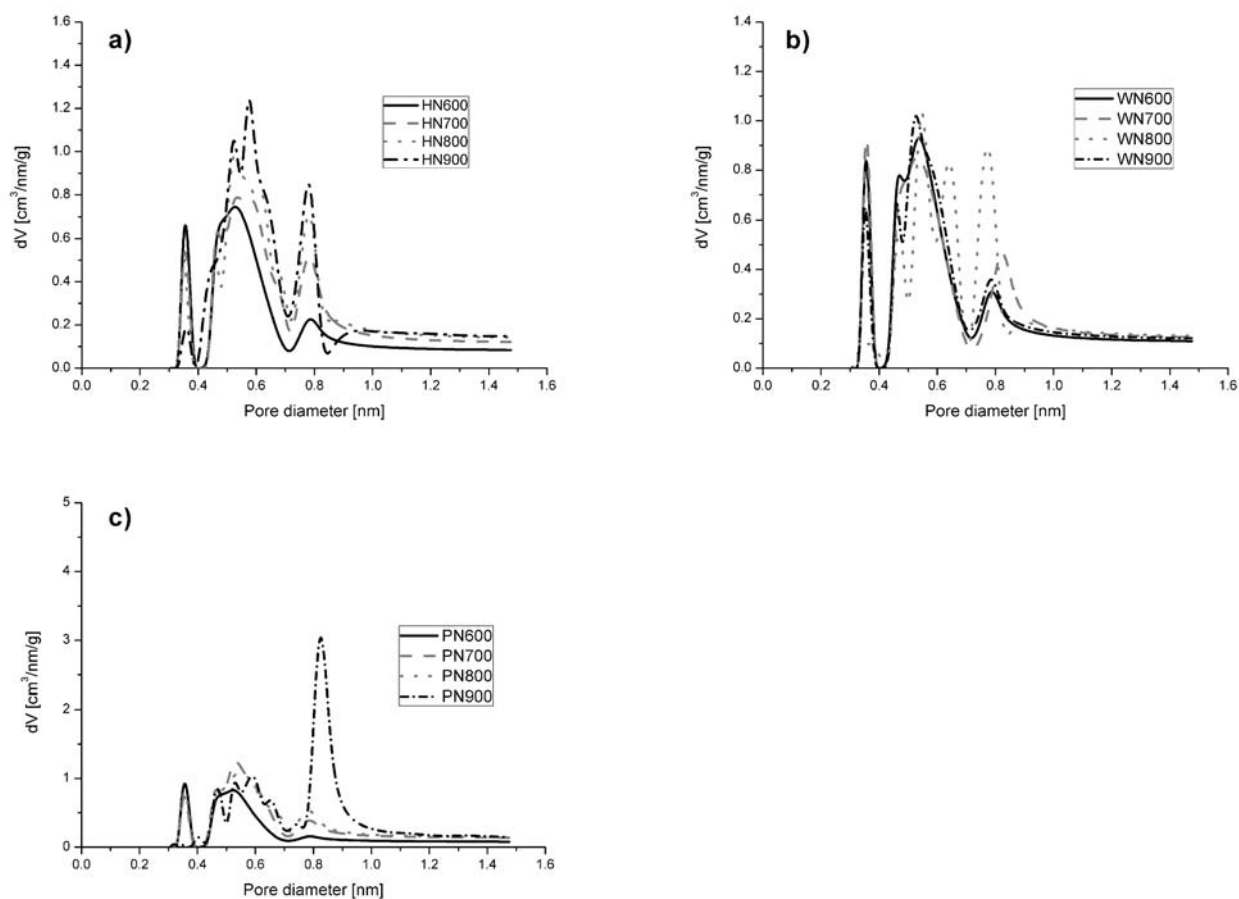 a)
dV [cm³/nm/g]
1.6
1.4
1.2
1.0
0.8
0.6
0.4
0.2
0.0
HN600
HN700
HN800
HN900
0.0 0.2 0.4 0.6 0.8 1.0 1.2 1.4 1.6
Pore diameter [nm]
b)
dV [cm³/nm/g]
1.4
1.2
1.0
0.8
0.6
0.4
0.2
0.0
WN600
WN700
WN800
WN900
0.0 0.2 0.4 0.6 0.8 1.0 1.2 1.4 1.6
Pore diameter [nm]
c)
dV [cm³/nm/g]
5
4
3
2
1
0
PN600
PN700
PN800
PN900
0.0 0.2 0.4 0.6 0.8 1.0 1.2 1.4 1.6
Pore diameter [nm]